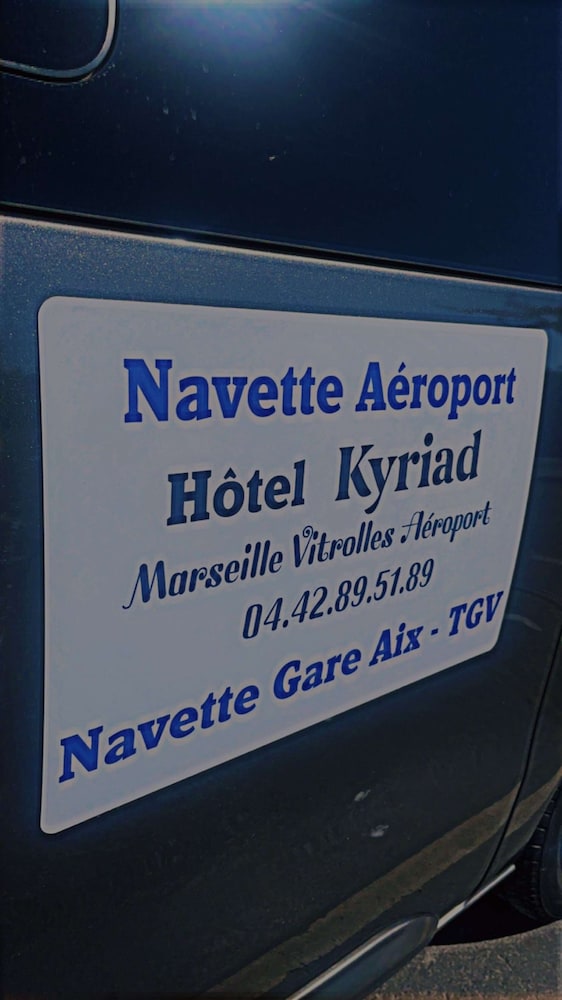 Navette Aéroport
Hôtel Kyriad
Marseille Vitrolles Aéroport
04.42.89.51.89
Navette Gare Aix - TGV